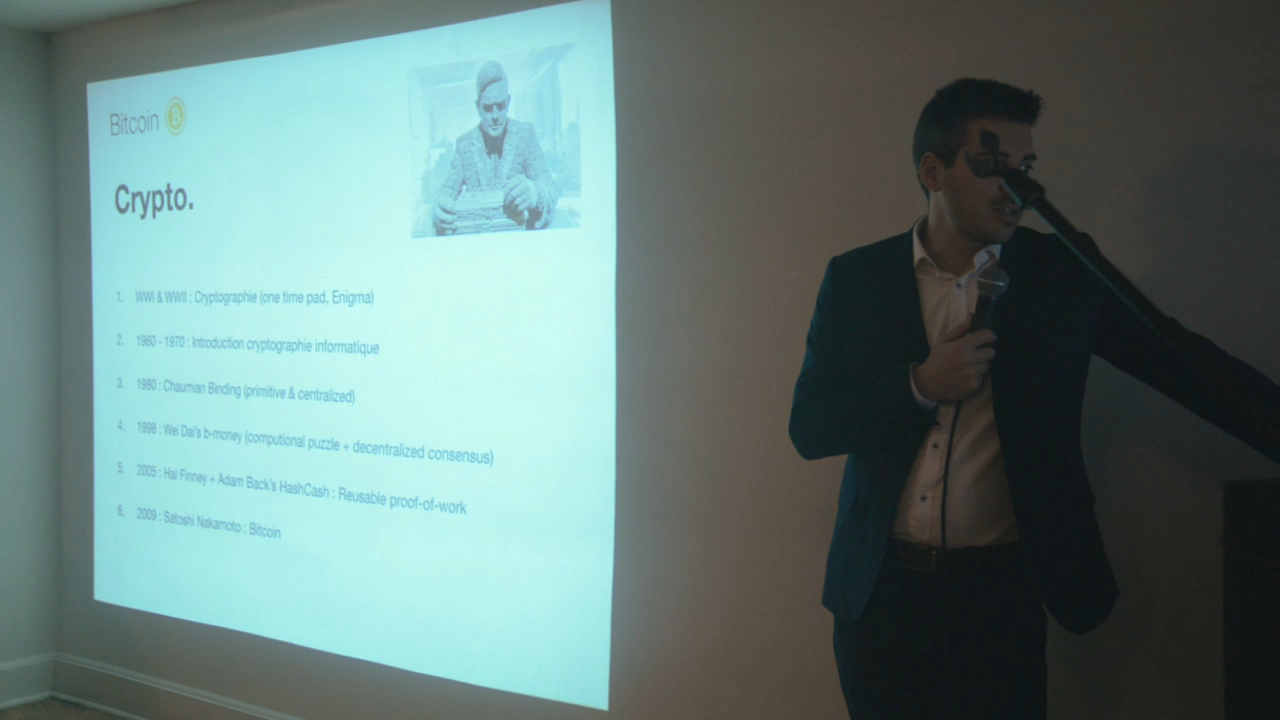 Bitcoin
Crypto.
1. WWI & WWII : Cryptographie (one time pad, Enigma)
2. 1960 - 1970 : Introduction cryptographie informatique
3. 1980 : Chaumian Binding (primitive & centralized)
4. 1998 : Wei Dai's b-money (computional puzzle + decentralized consensus)
5. 2005 : Hal Finney + Adam Back's HashCash : Reusable proof-of-work
6. 2009 : Satoshi Nakamoto : Bitcoin